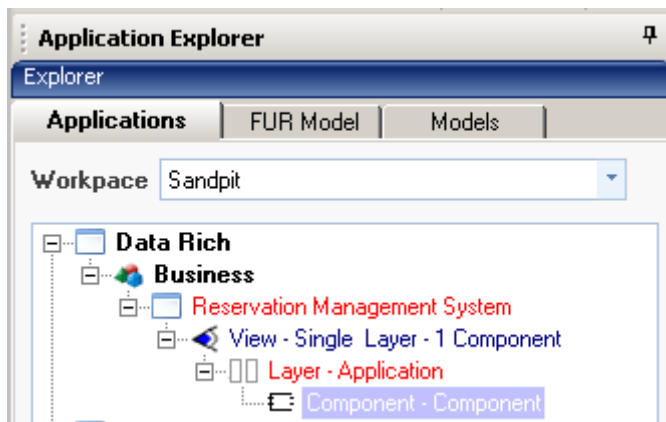 Application Explorer
Explorer
Applications FUR Model Models
Workpace Sandpit
Data Rich
Business
Reservation Management System
View - Single Layer - 1 Component
Layer - Application
Component - Component